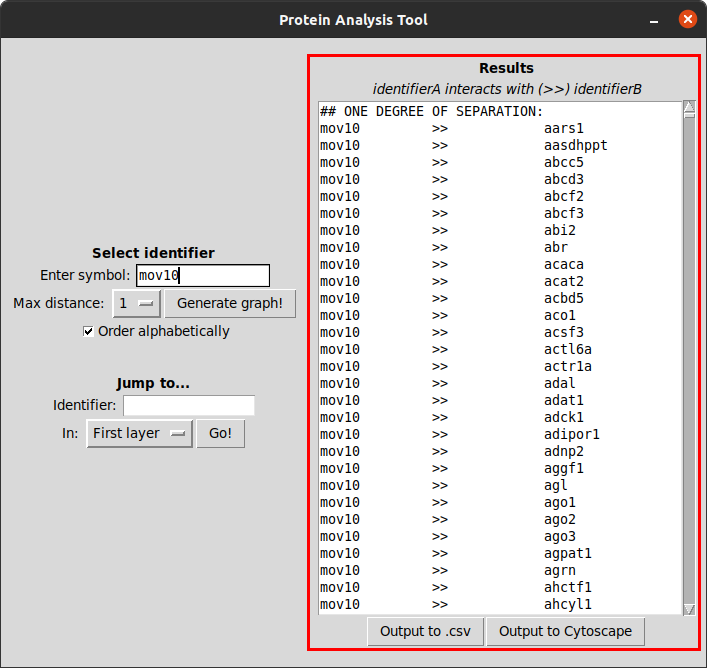 Protein Analysis Tool
Select identifier
Enter symbol: mov10
Max distance: 1 Generate graph!
Order alphabetically
Jump to...
Identifier:
In: First layer Go!
Results
identifierA interacts with (>>) identifierB
## ONE DEGREE OF SEPARATION:
mov10 >> aars1
mov10 >> aasdhppt
mov10 >> abcc5
mov10 >> abcd3
mov10 >> abcf2
mov10 >> abcf3
mov10 >> abi2
mov10 >> abr
mov10 >> acaca
mov10 >> acat2
mov10 >> acbd5
mov10 >> aco1
mov10 >> acsf3
mov10 >> actl6a
mov10 >> actr1a
mov10 >> adal
mov10 >> adat1
mov10 >> adck1
mov10 >> adipor1
mov10 >> adnp2
mov10 >> aggf1
mov10 >> agl
mov10 >> ago1
mov10 >> ago2
mov10 >> ago3
mov10 >> agpat1
mov10 >> agrn
mov10 >> ahctf1
mov10 >> ahcyl1
Output to .csv Output to Cytoscape